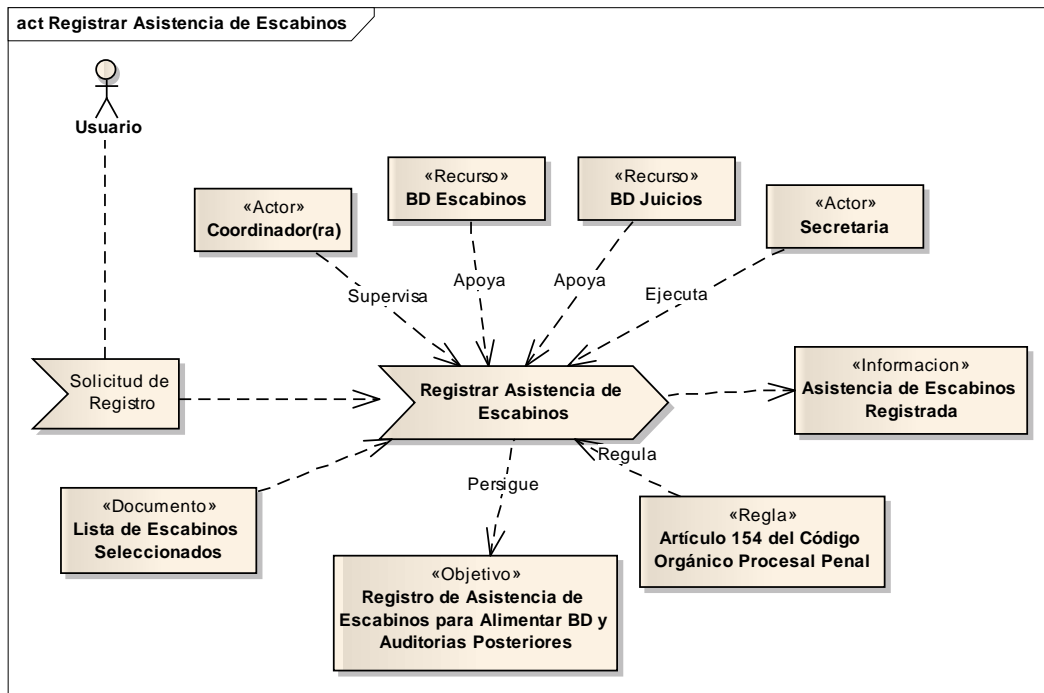 act Registrar Asistencia de Escabinos
Usuario
«Actor»
Coordinador(ra)
«Recurso»
BD Escabinos
«Recurso»
BD Juicios
«Actor»
Secretaria
Supervisa
Apoya
Apoya
Ejecuta
Solicitud de
Registro
Registrar Asistencia de
Escabinos
«Informacion»
Asistencia de Escabinos
Registrada
Persigue
Regula
«Documento»
Lista de Escabinos
Seleccionados
«Objetivo»
Registro de Asistencia de
Escabinos para Alimentar BD y
Auditorias Posteriores
«Regla»
Artículo 154 del Código
Orgánico Procesal Penal